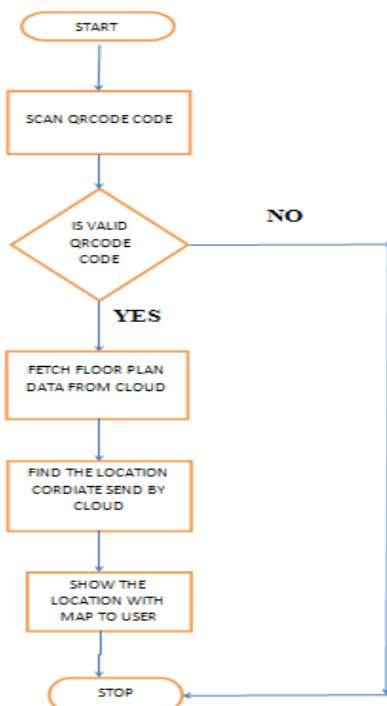 START
SCAN QRCODE CODE
IS VALID
QRCODE
CODE
NO
YES
FETCH FLOOR PLAN
DATA FROM CLOUD
FIND THE LOCATION
CORDIATE SEND BY
CLOUD
SHOW THE
LOCATION WITH
MAP TO USER
STOP